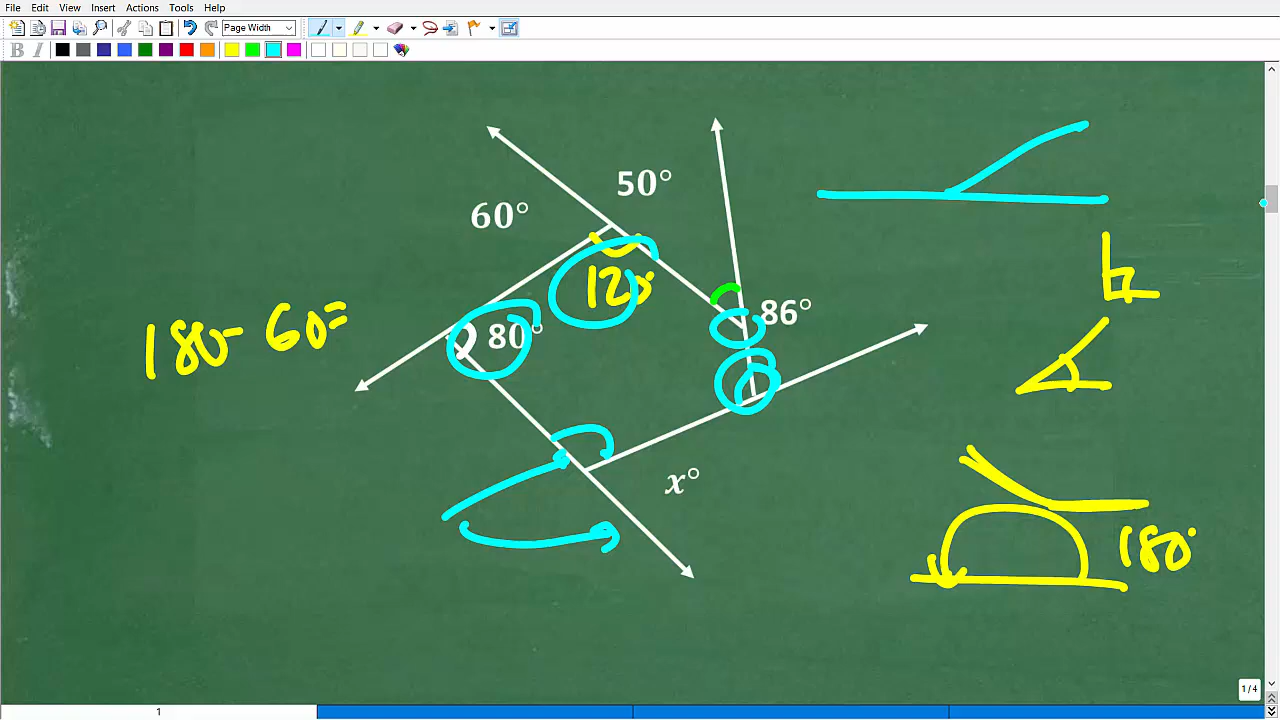 File Edit View Insert Actions Tools Help
Page Width
B I
50°
60°
120°
80°
86°
180-60=
x°
180°
1/4
1